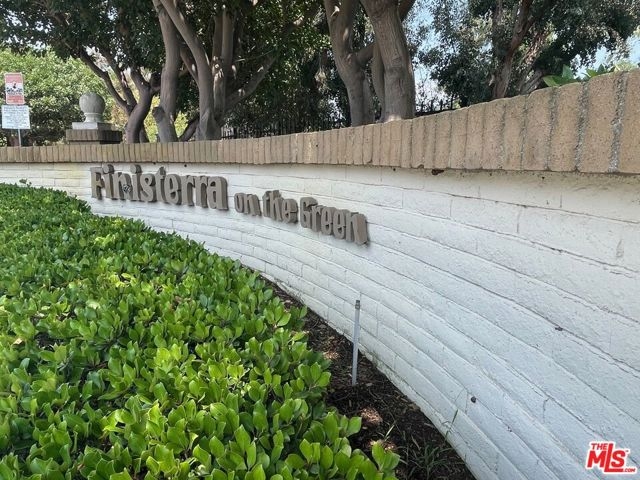 Finisterra on the Green
THE
MLS